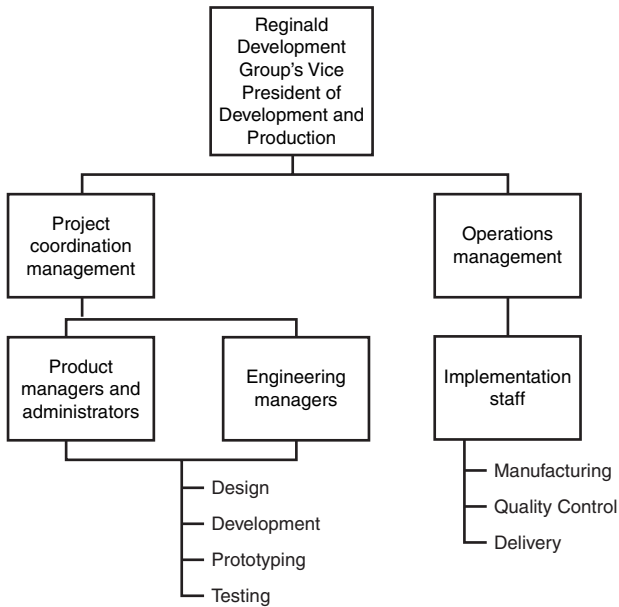 Reginald
Development
Group's Vice
President of
Development and
Production
Project
coordination
management
Operations
management
Product
managers and
administrators
Engineering
managers
Implementation
staff
Design
Development
Prototyping
Testing
Manufacturing
Quality Control
Delivery